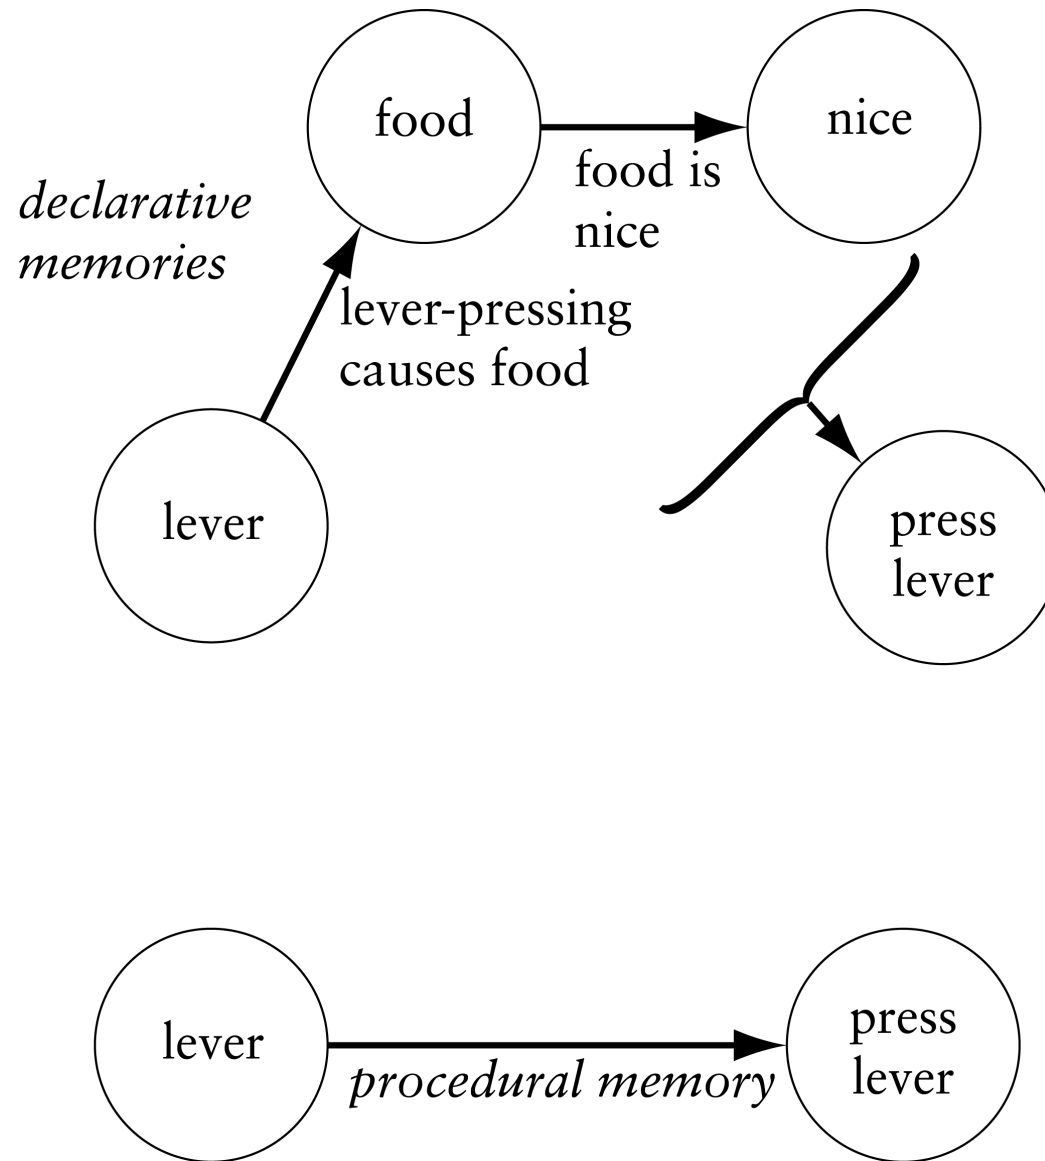 food
nice
food is
nice
declarative
memories
lever-pressing
causes food
lever
press
lever
lever
press
lever
procedural memory